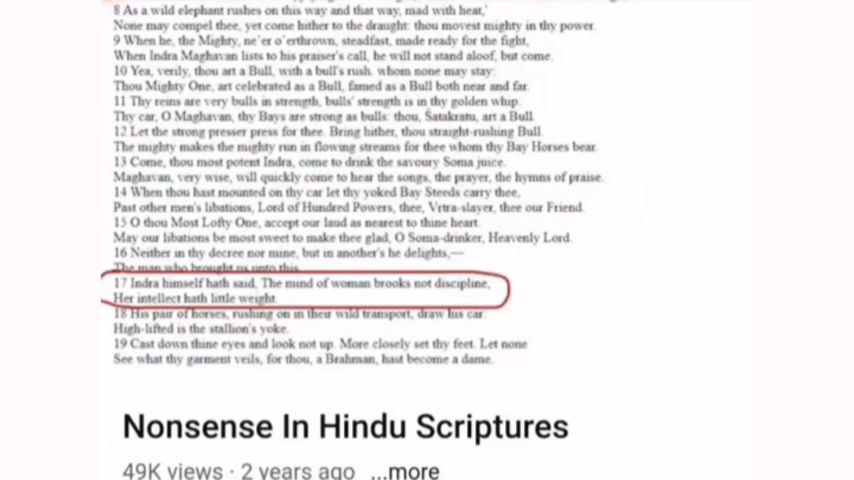 8 As a wild elephant rushes on this way and that way, mad with heat,'
None may compel thee, yet come hither to the draught: thou movest mighty in thy power.
9 When he, the Mighty, ne'er o'erthrown, steadfast, made ready for the fight,
When Indra Maghavan lists to his praiser's call, he will not stand aloof, but come.
10 Yea, verily, thou art a Bull, with a bull's rush. whom none may stay:
Thou Mighty One, art celebrated as a Bull, famed as a Bull both near and far.
11 Thy reins are very bulls in strength, bulls' strength is in thy golden whip.
Thy car, O Maghavan, thy Bays are strong as bulls: thou, Śatakratu, art a Bull.
12 Let the strong presser press for thee. Bring hither, thou straight-rushing Bull.
The mighty makes the mighty run in flowing streams for thee whom thy Bay Horses bear.
13 Come, thou most potent Indra, come to drink the savoury Soma juice.
Maghavan, very wise, will quickly come to hear the songs, the prayer, the hymns of praise.
14 When thou hast mounted on thy car let thy yoked Bay Steeds carry thee,
Past other men's libations, Lord of Hundred Powers, thee, Vṛtra-slayer, thee our Friend.
15 O thou Most Lofty One, accept our laud as nearest to thine heart.
May our libations be most sweet to make thee glad, O Soma-drinker, Heavenly Lord.
16 Neither in thy decree nor mine, but in another's he delights,—
The man who brought us unto this.
17 Indra himself hath said, The mind of woman brooks not discipline,
Her intellect hath little weight.
18 His pair of horses, rushing on in their wild transport, draw his car:
High-lifted is the stallion's yoke.
19 Cast down thine eyes and look not up. More closely set thy feet. Let none
See what thy garment veils, for thou, a Brahman, hast become a dame.
Nonsense In Hindu Scriptures
49K views · 2 years ago ...more